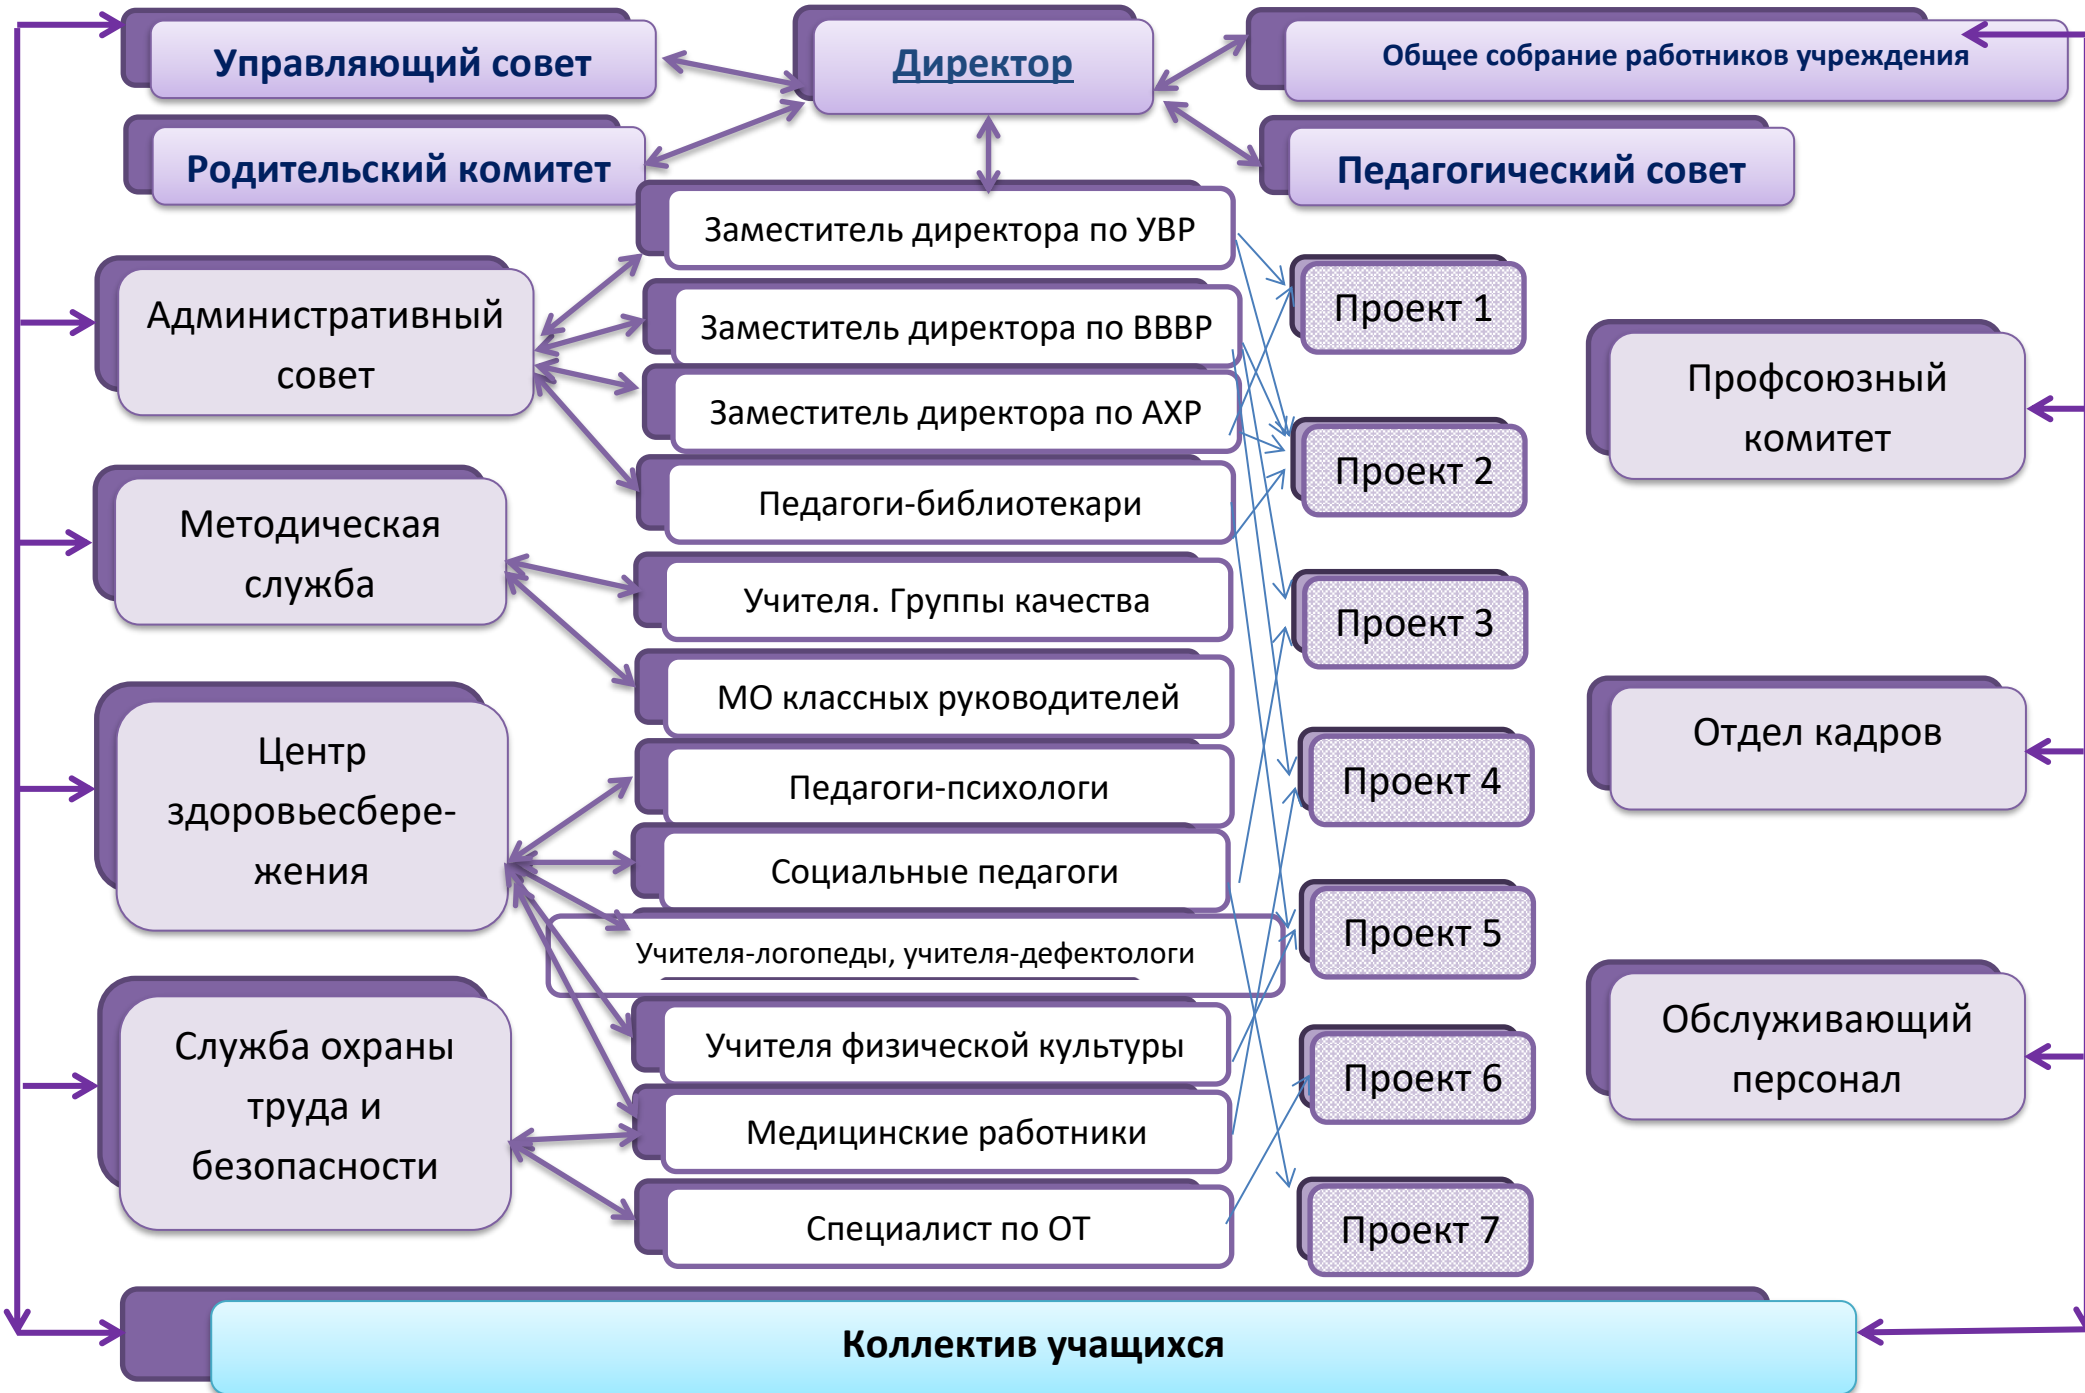 Управляющий совет
Директор
Общее собрание работников учреждения
Родительский комитет
Педагогический совет
Заместитель директора по УВР
Административный
совет
Заместитель директора по ВВВР
Заместитель директора по АХР
Педагоги-библиотекари
Методическая
служба
Учителя. Группы качества
МО классных руководителей
Центр
здоровьесбере-
жения
Педагоги-психологи
Социальные педагоги
Учителя-логопеды, учителя-дефектологи
Учителя физической культуры
Служба охраны
труда и
безопасности
Медицинские работники
Специалист по ОТ
Проект 1
Проект 2
Проект 3
Проект 4
Проект 5
Проект 6
Проект 7
Профсоюзный
комитет
Отдел кадров
Обслуживающий
персонал
Коллектив учащихся